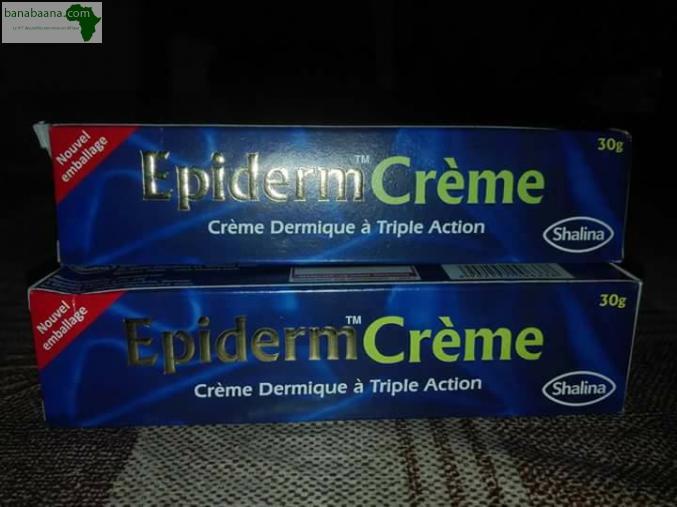 banabaana.com
Nouvel
emballage
Epiderm™ Crème
30g
Crème Dermique à Triple Action
Shalina
Nouvel
emballage
Epiderm™ Crème
30g
Crème Dermique à Triple Action
Shalina